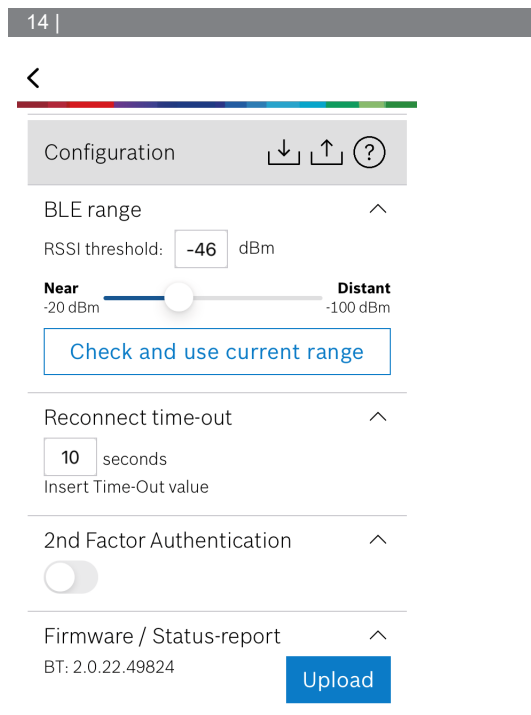 14 |
Configuration ?
BLE range
RSSI threshold: -46 dBm
Near Distant
-20 dBm -100 dBm
Check and use current range
Reconnect time-out
10 seconds
Insert Time-Out value
2nd Factor Authentication
Firmware / Status-report
BT: 2.0.22.49824
Upload